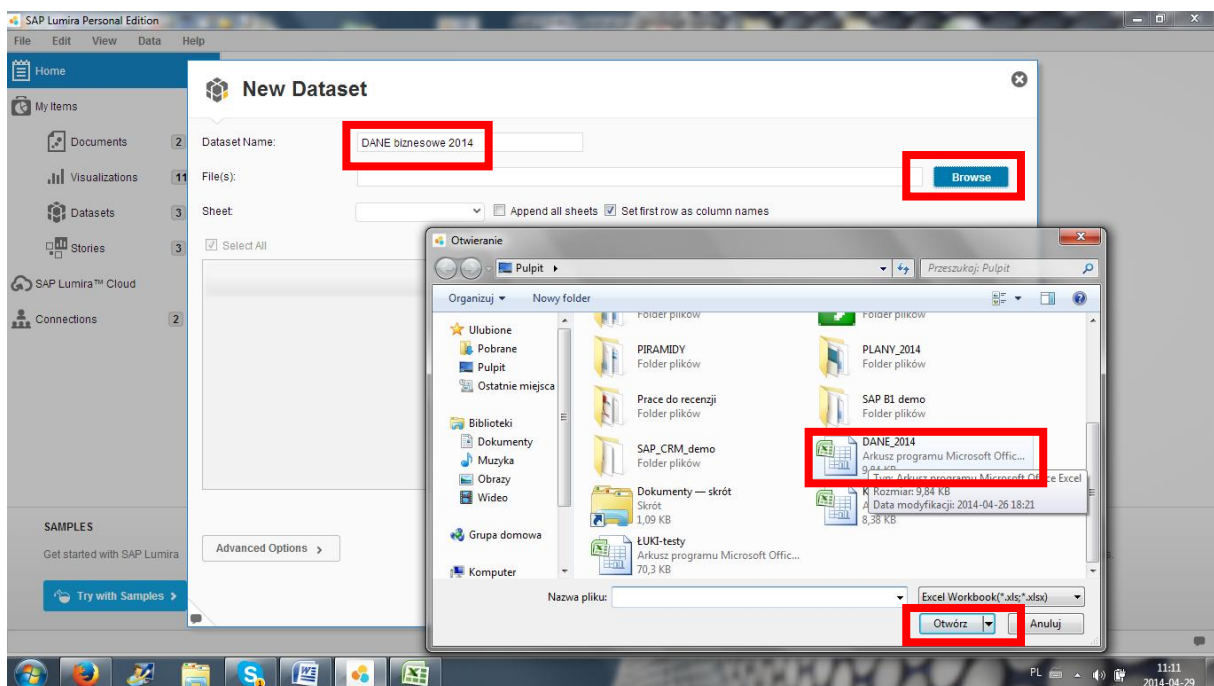 SAP Lumira Personal Edition
File Edit View Data Help
Home
My Items
Documents 2
Visualizations 11
Datasets 3
Stories 3
SAP Lumira™ Cloud
Connections 2
SAMPLES
Get started with SAP Lumira
Try with Samples
New Dataset
Dataset Name: DANE biznesowe 2014
File(s): Browse
Sheet: Append all sheets Set first row as column names
Select All
Advanced Options
Otwieranie
Pulpit
Przeszukaj: Pulpit
Organizuj Nowy folder
Ulubione
Pobrane
Pulpit
Ostatnie miejsca
Biblioteki
Dokumenty
Muzyka
Obrazy
Wideo
Grupa domowa
Komputer
Folder plików
Folder plików
PIRAMIDY
Folder plików
PLANY_2014
Folder plików
Prace do recenzji
Folder plików
SAP B1 demo
Folder plików
SAP_CRM_demo
Folder plików
DANE_2014
Arkusz programu Microsoft Offic...
9,84 KB
Typ: Arkusz programu Microsoft Office Excel
Rozmiar: 9,84 KB
Data modyfikacji: 2014-04-26 18:21
Dokumenty — skrót
Skrót
1,09 KB
8,38 KB
ŁUKI-testy
Arkusz programu Microsoft Offic...
70,3 KB
Nazwa pliku: Excel Workbook(*.xls;*.xlsx)
Otwórz Anuluj
PL 11:11
2014-04-29